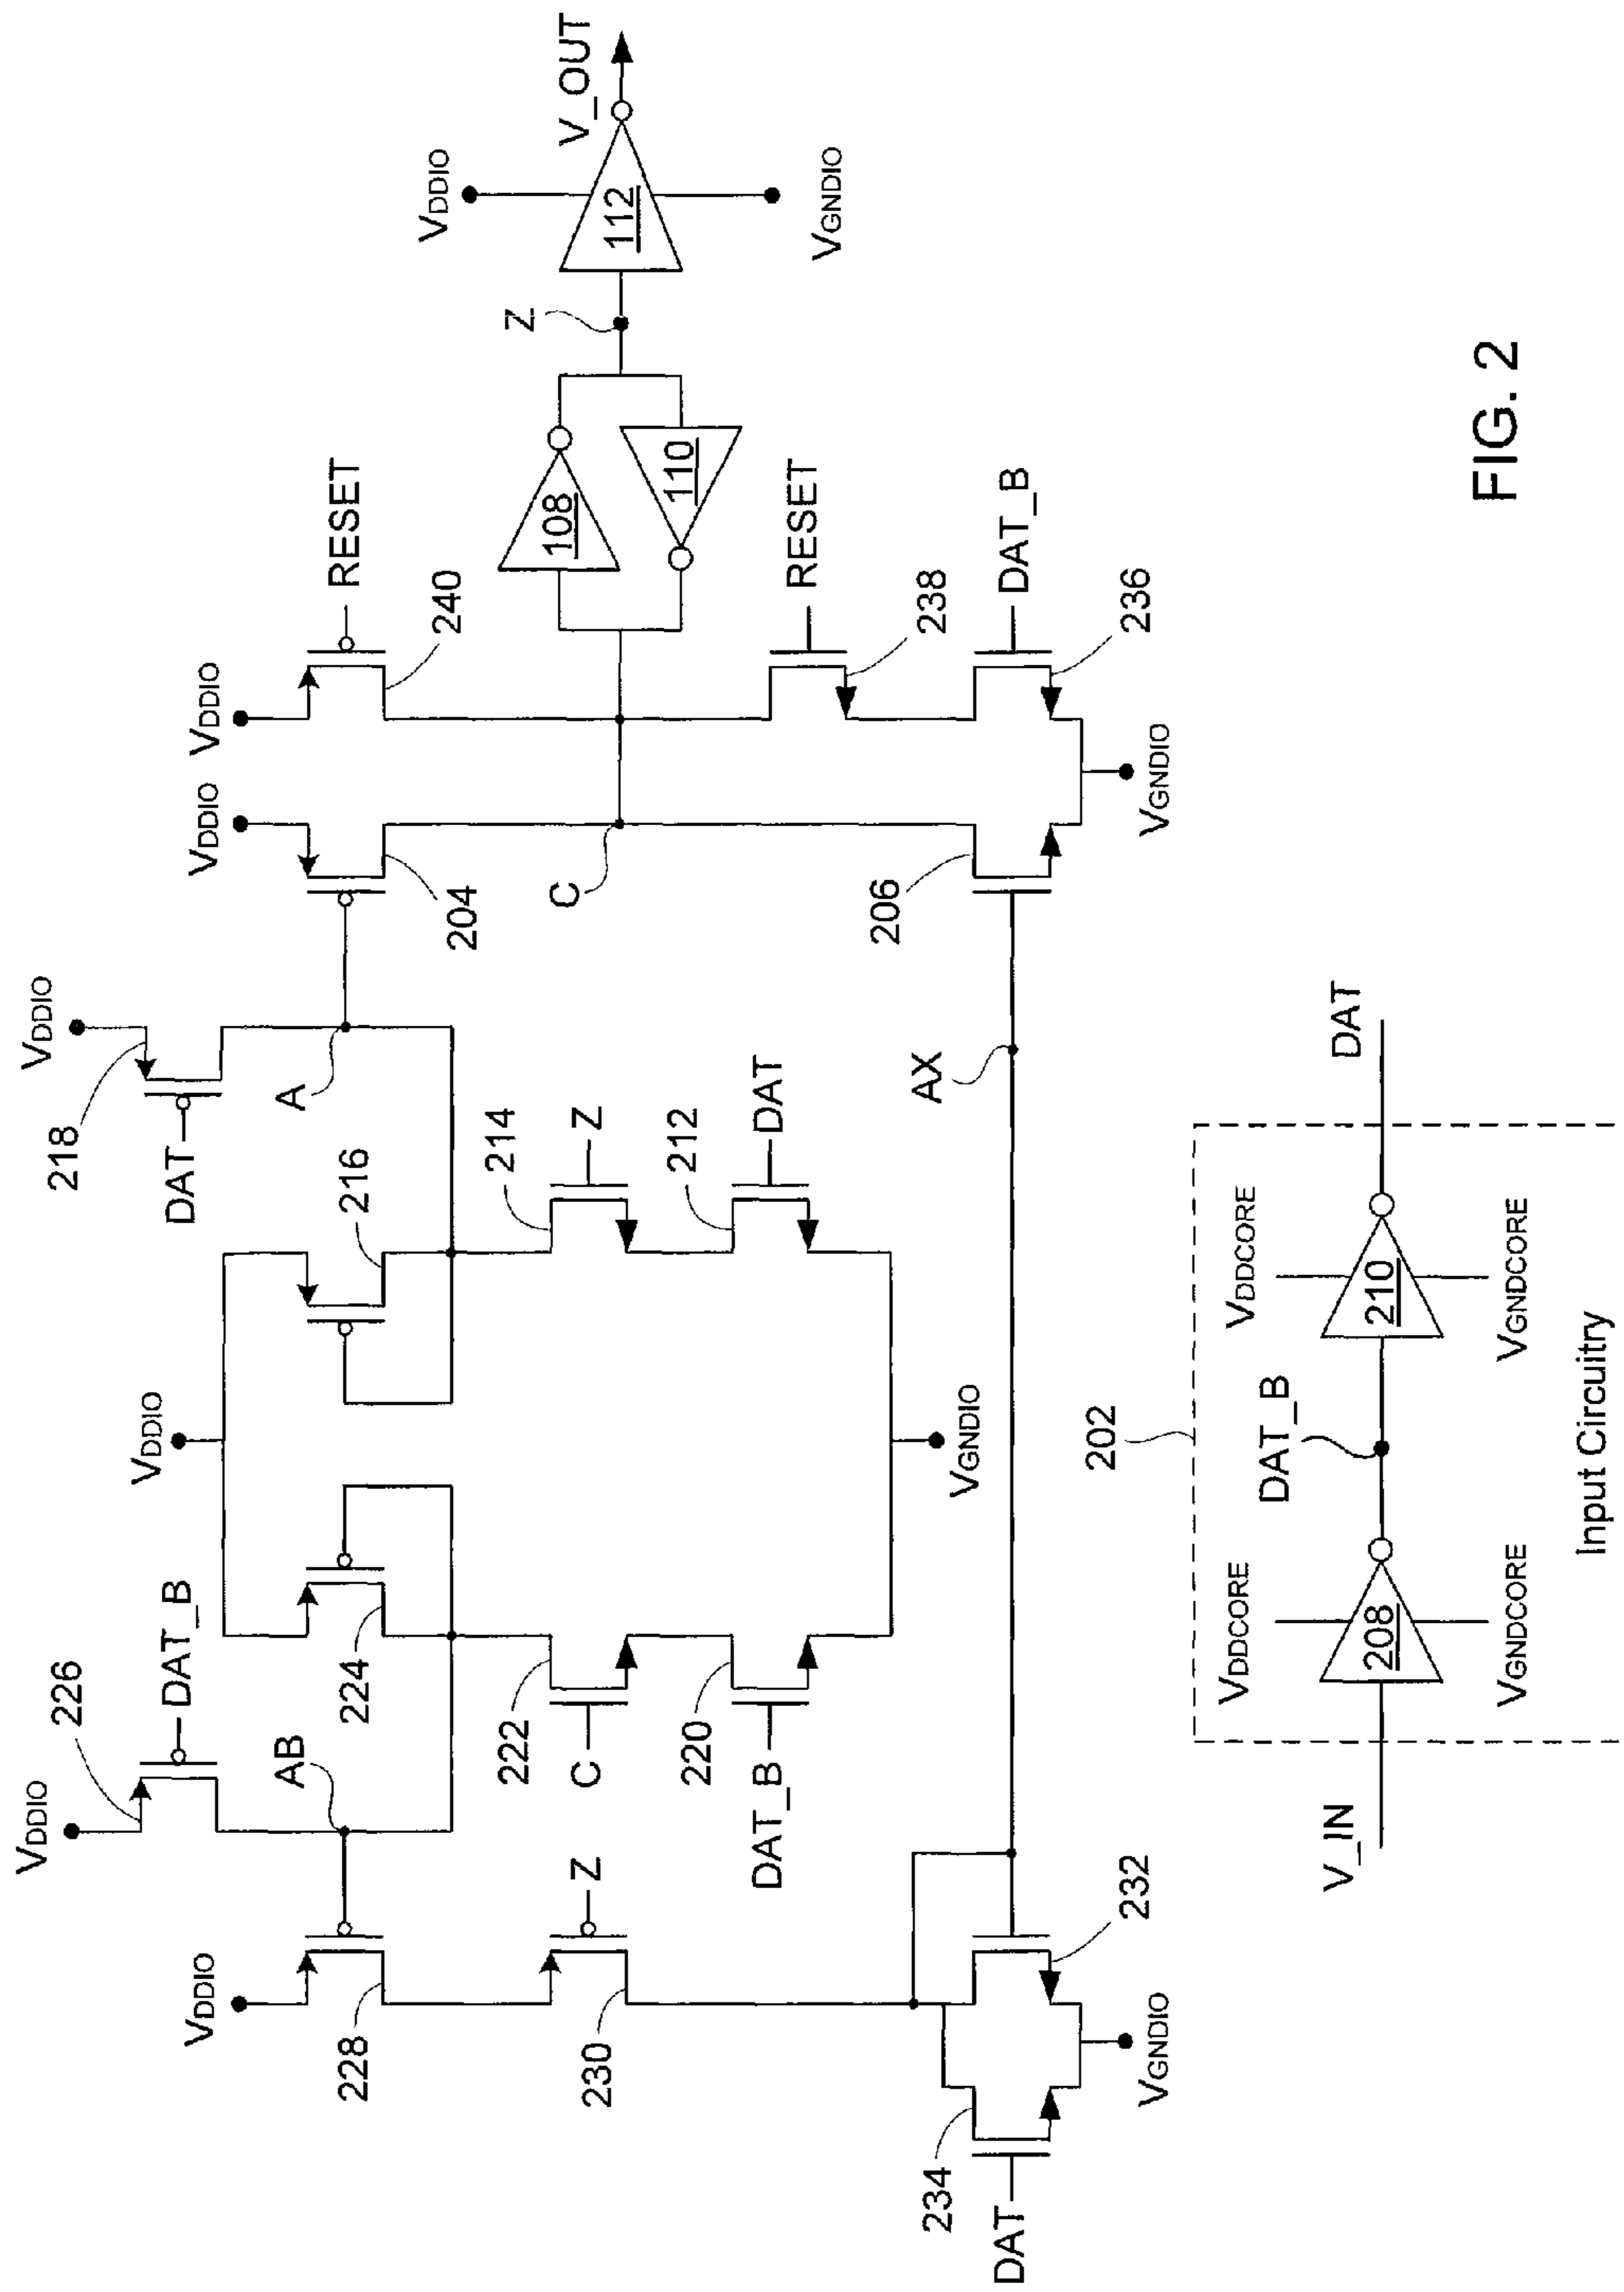 VDDIO
226
DAT_B
AB
VDDIO
228
Z
230
224
222
C
220
DAT_B
VDDIO
234
DAT
232
VGNDIO
VDDIO
218
DAT
A
216
214
Z
212
DAT
VGNDIO
AX
VDDIO
204
VDDIO
RESET
240
C
206
RESET
238
DAT_B
236
VGNDIO
108
110
Z
VDDIO
112
VGNDIO
V_OUT
202
V_IN
VDDCORE
208
VGNDCORE
DAT_B
VDDCORE
210
VGNDCORE
DAT
Input Circuitry
FIG. 2